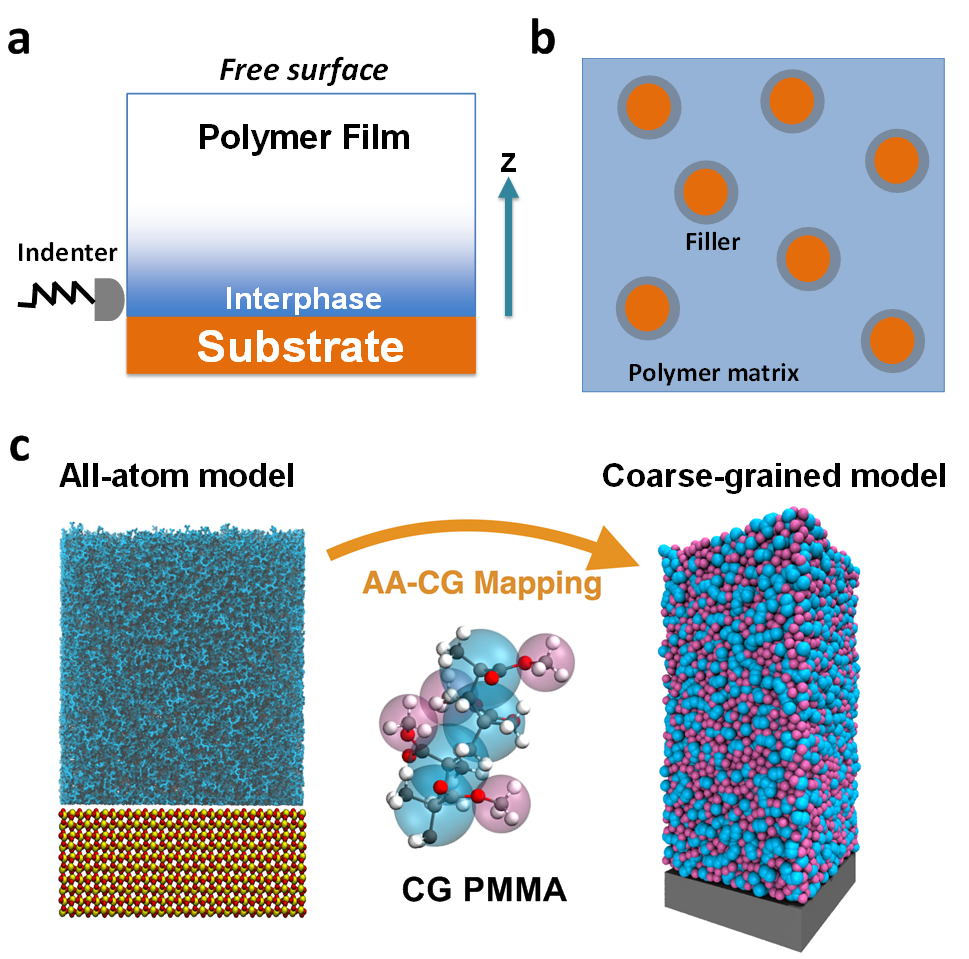 a
Free surface
Polymer Film
z
Indenter
Interphase
Substrate
b
Filler
Polymer matrix
c
All-atom model
Coarse-grained model
AA-CG Mapping
CG PMMA